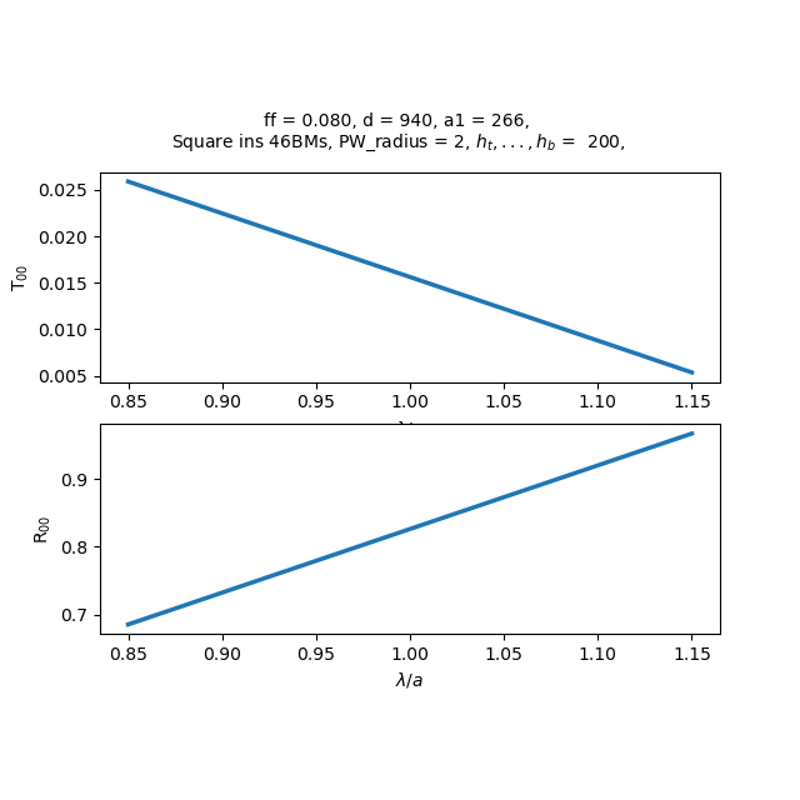 ff = 0.080, d = 940, a1 = 266,
Square ins 46BMs, PW_radius = 2, h_t, . . . , h_b = 200,
T_00
0.025
0.020
0.015
0.010
0.005
0.85 0.90 0.95 1.00 1.05 1.10 1.15
R_00
0.9
0.8
0.7
0.85 0.90 0.95 1.00 1.05 1.10 1.15
λ/a